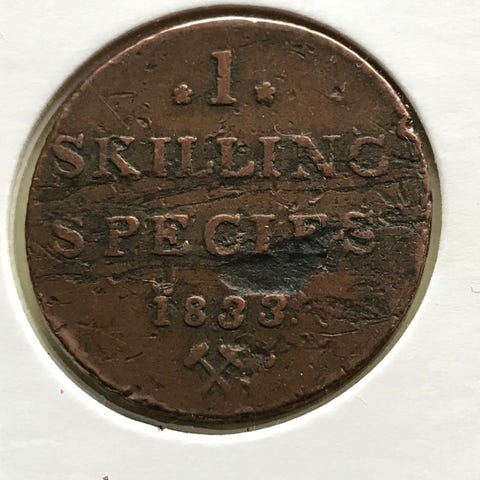 1
SKILLING
SPECIES
1833.